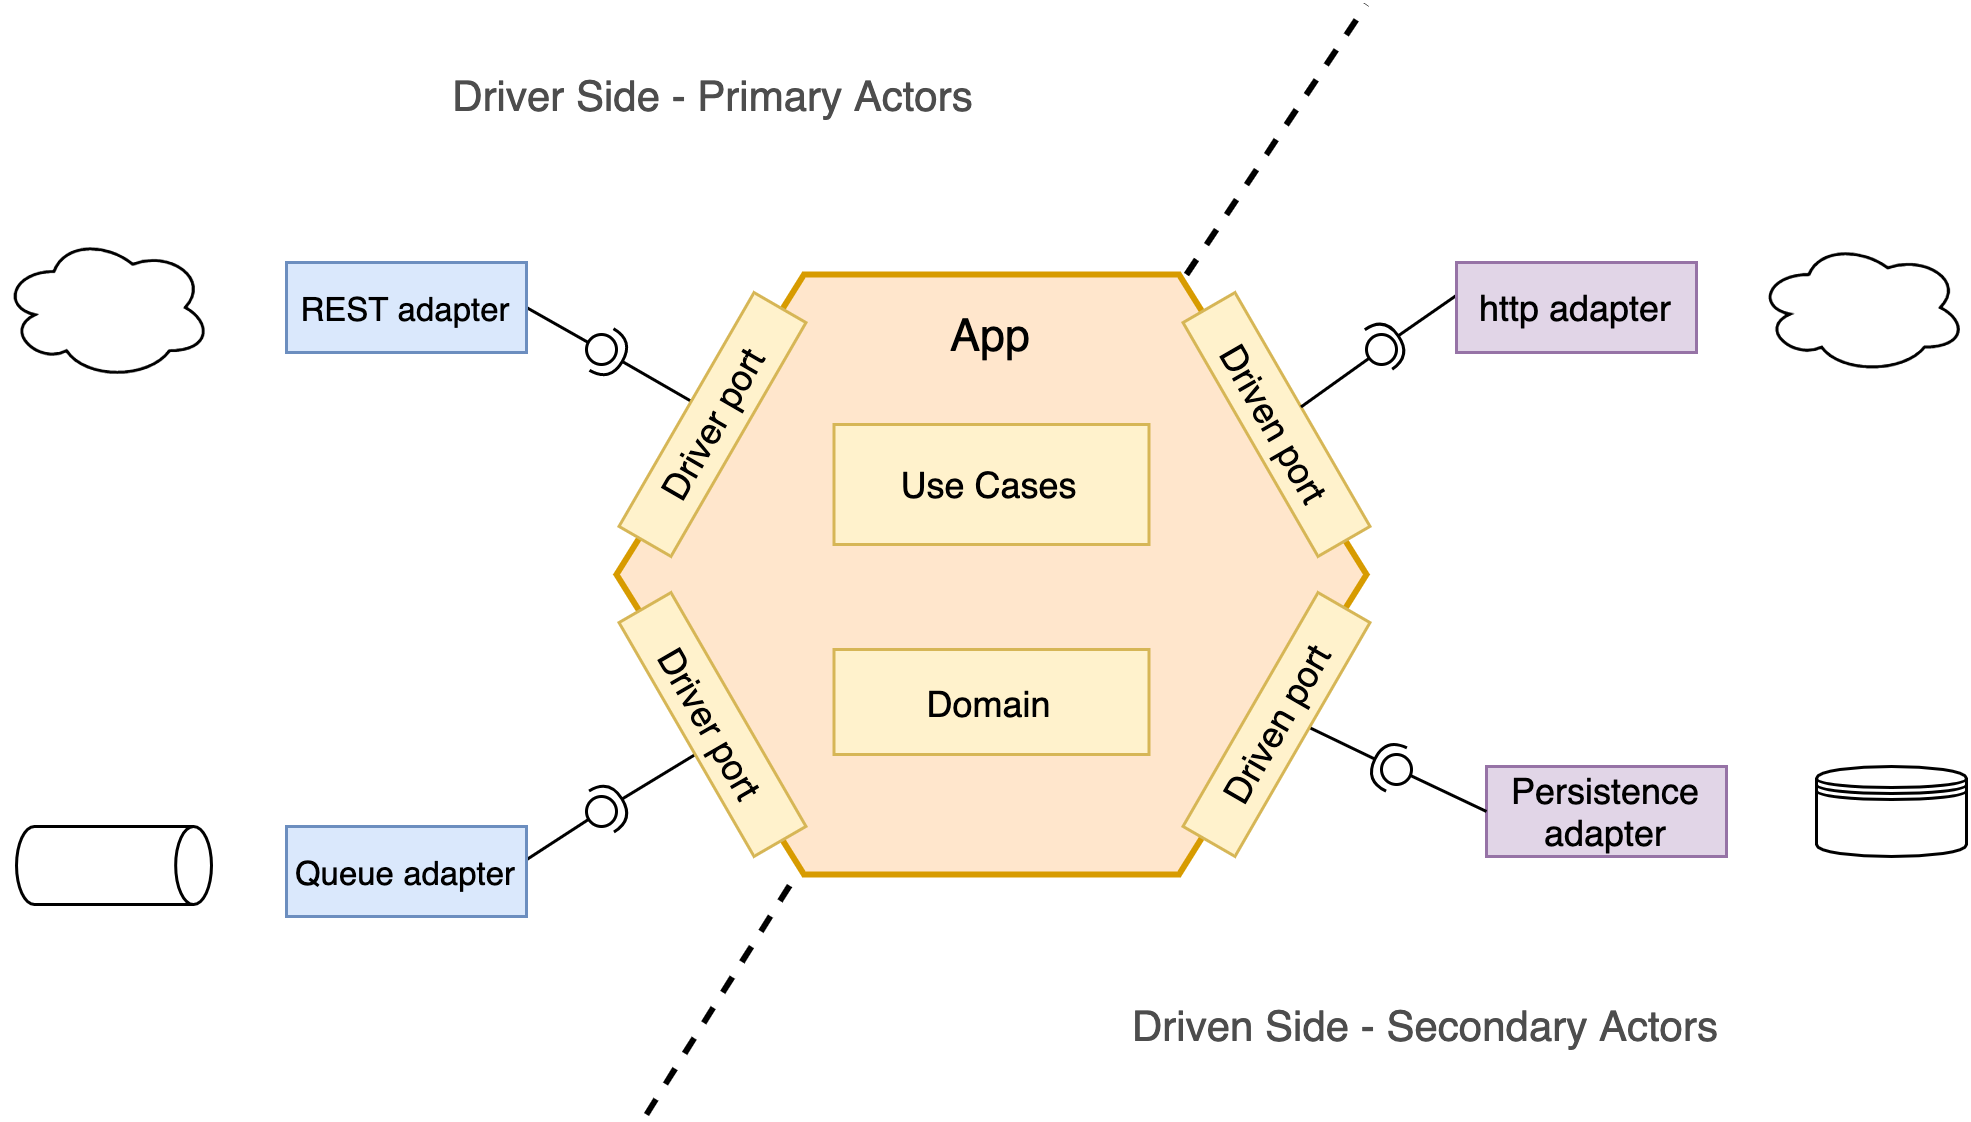 Driver Side - Primary Actors
REST adapter
http adapter
App
Driver port
Driven port
Use Cases
Driver port
Domain
Driven port
Persistence
adapter
Queue adapter
Driven Side - Secondary Actors